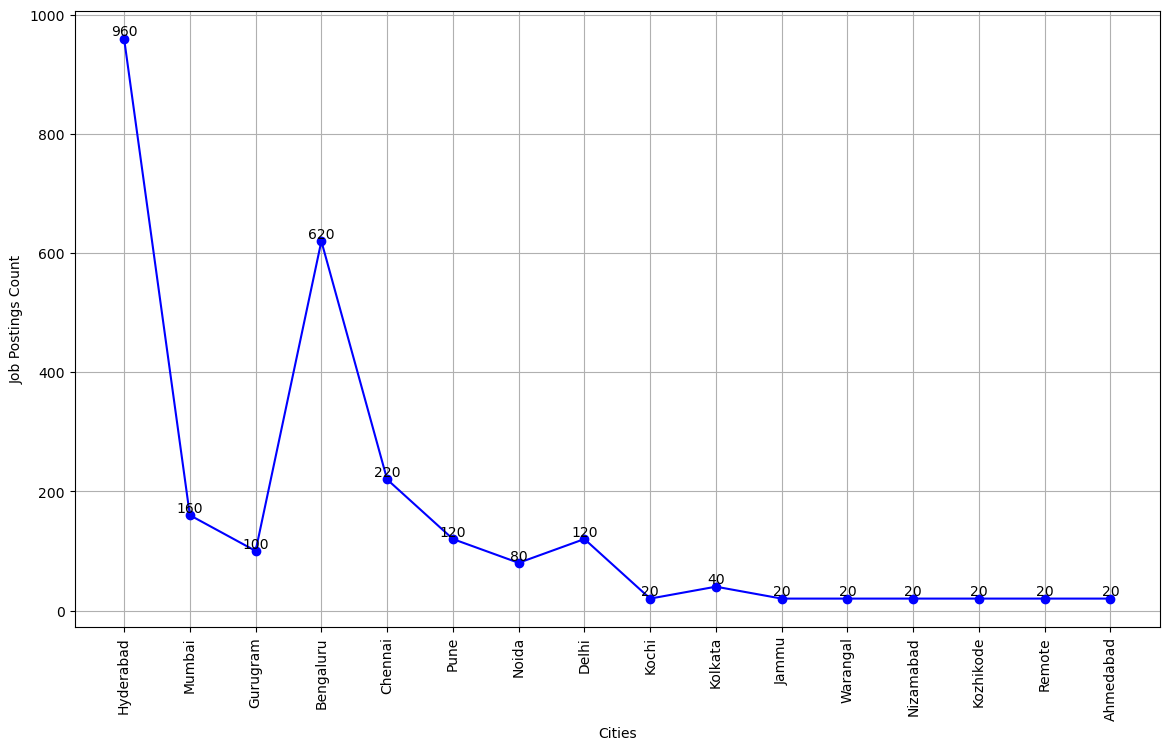 1000
800
600
400
200
0
Job Postings Count
960
160
100
620
220
120
80
120
20
40
20
20
20
20
20
20
Hyderabad
Mumbai
Gurugram
Bengaluru
Chennai
Pune
Noida
Delhi
Kochi
Kolkata
Jammu
Warangal
Nizamabad
Kozhikode
Remote
Ahmedabad
Cities